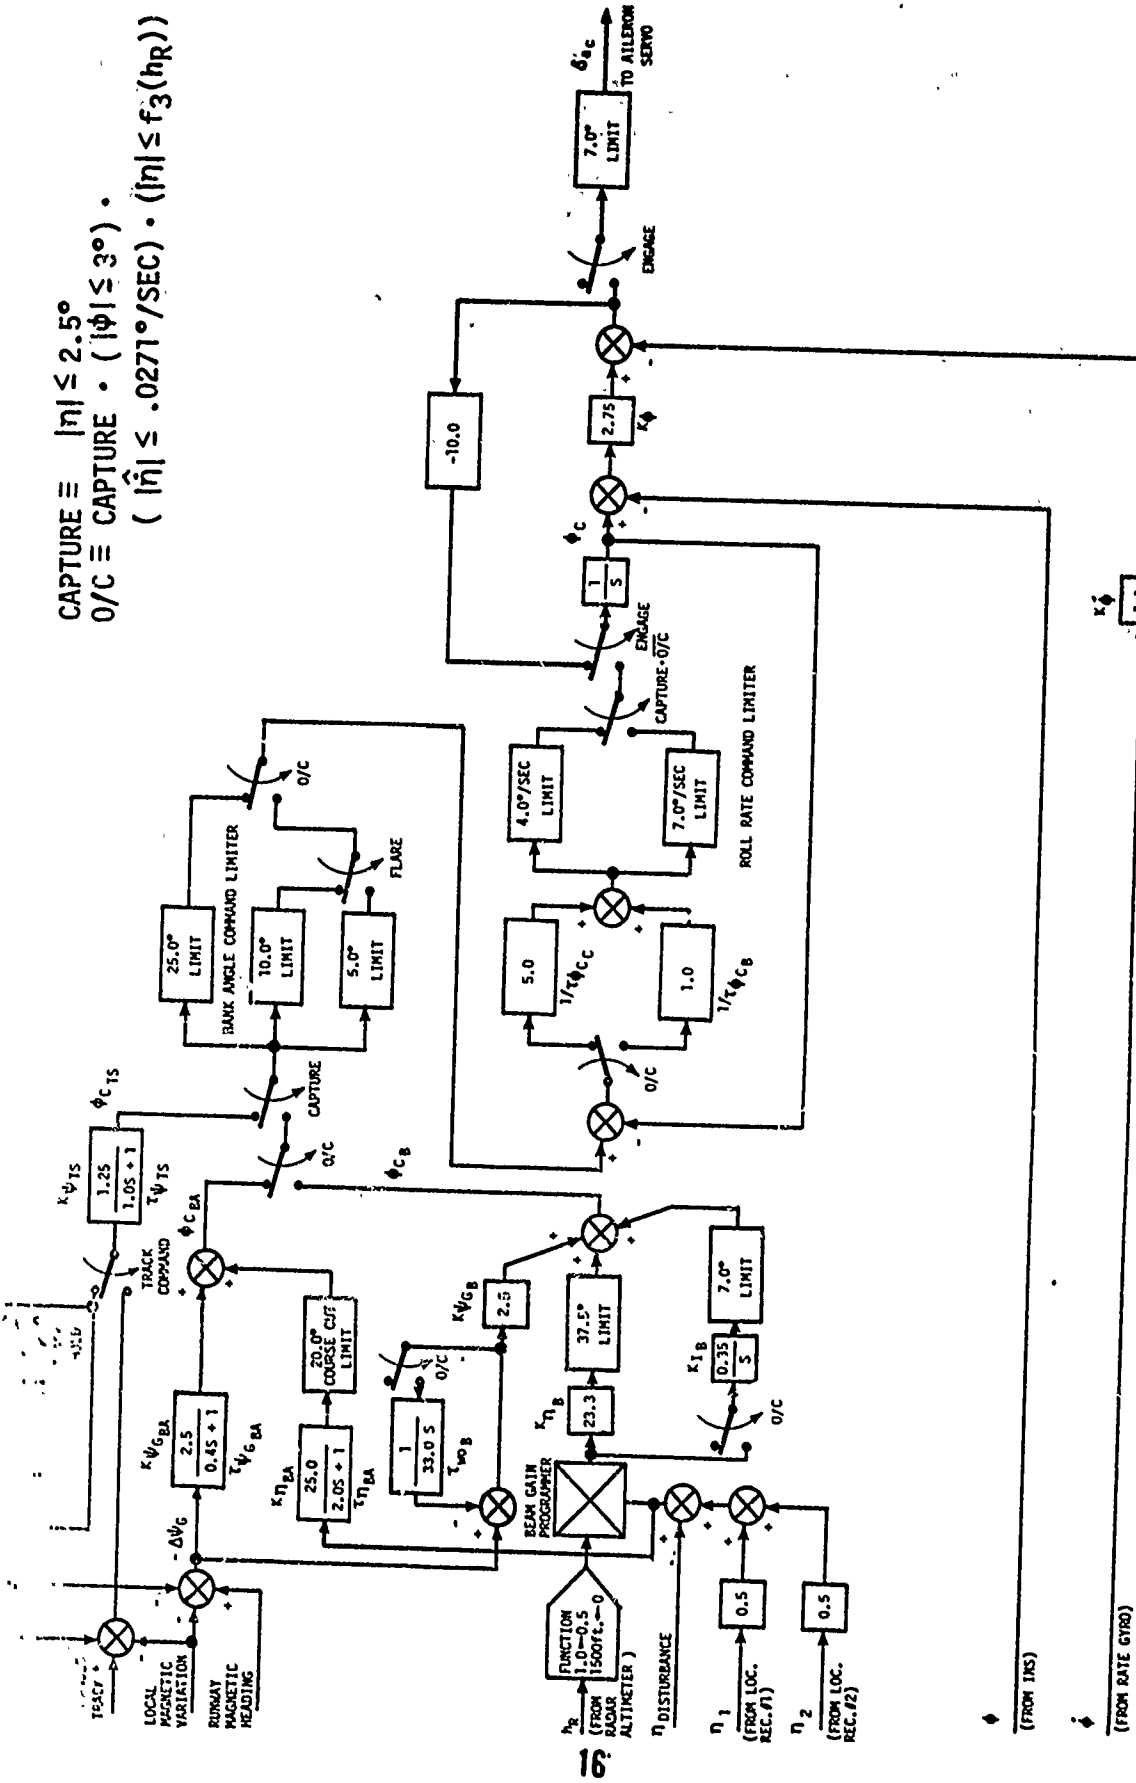 CAPTURE ≡ |η| ≤ 2.5°
O/C ≡ CAPTURE • (|ϕ| ≤ 3°) •
( |η̇̂| ≤ .0271°/SEC) • (|η| ≤ f3(hR))
TRACK
LOCAL
MAGNETIC
VARIATION
RUNWAY
MAGNETIC
HEADING
- ΔψG
KψGBA
2.5
0.4S + 1
τψGBA
ϕCBA
TRACK
COMMAND
KψTS
1.25
1.0S + 1
τψTS
ϕCTS
CAPTURE
O/C
KηBA
25.0
2.0S + 1
τηBA
20.0°
COURSE CUT
LIMIT
1
33.0 S
τWOB
O/C
KψGB
2.5
ϕCB
BEAM GAIN
PROGRAMMER
FUNCTION
1.0→0.5
1500ft.→0
hR
(FROM
RADAR
ALTIMETER )
KηB
23.3
37.5°
LIMIT
O/C
KIB
0.35
S
7.0°
LIMIT
ηDISTURBANCE
η1
(FROM LOC.
REC.#1)
0.5
η2
(FROM LOC.
REC.#2)
0.5
25.0°
LIMIT
BANK ANGLE COMMAND LIMITER
10.0°
LIMIT
5.0°
LIMIT
FLARE
O/C
O/C
5.0
1/τϕCC
1.0
1/τϕCB
4.0°/SEC
LIMIT
7.0°/SEC
LIMIT
ROLL RATE COMMAND LIMITER
CAPTURE•O̅/̅C̅
ENGAGE
1
S
ϕC
-10.0
2.75
Kϕ
ENGAGE
7.0°
LIMIT
δ'ac
TO AILERON
SERVO
ϕ
(FROM INS)
ϕ̇
(FROM RATE GYRO)
Kϕ̇
16